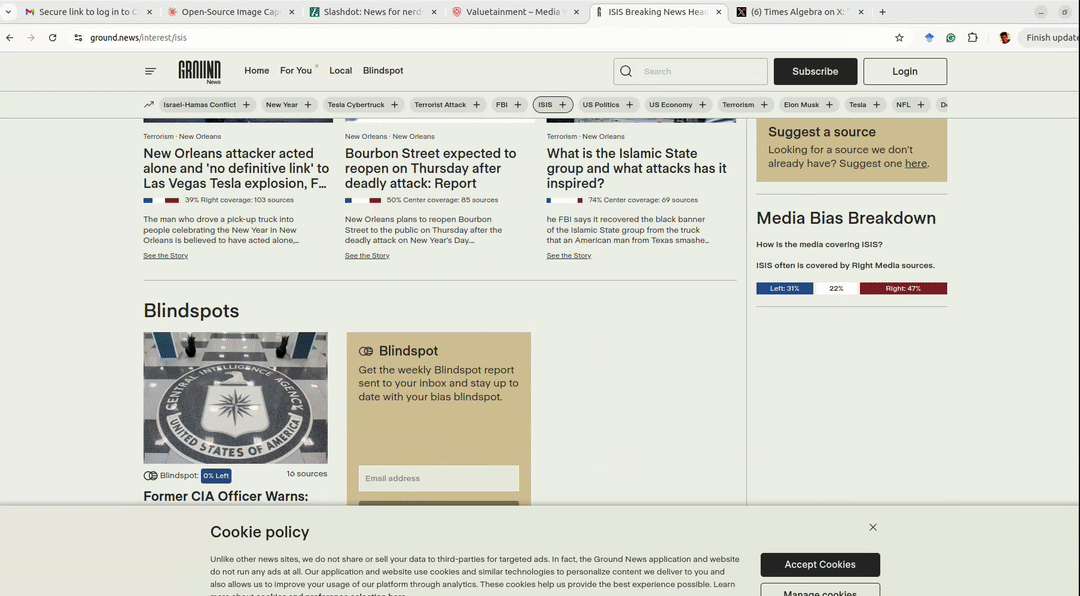 Secure link to log in to C
Open-Source Image Cap
Slashdot: News for nerd
Valuetainment – Media
ISIS Breaking News Head
(6) Times Algebra on X: "
ground.news/interest/isis
Finish update
GROUND
News
Home
For You
Local
Blindspot
Search
Subscribe
Login
Israel-Hamas Conflict +
New Year +
Tesla Cybertruck +
Terrorist Attack +
FBI +
ISIS +
US Politics +
US Economy +
Terrorism +
Elon Musk +
Tesla +
NFL +
Terrorism · New Orleans
New Orleans attacker acted
alone and 'no definitive link' to
Las Vegas Tesla explosion, F...
39% Right coverage: 103 sources
The man who drove a pick-up truck into
people celebrating the New Year in New
Orleans is believed to have acted alone,...
See the Story
New Orleans · New Orleans
Bourbon Street expected to
reopen on Thursday after
deadly attack: Report
50% Center coverage: 85 sources
New Orleans plans to reopen Bourbon
Street to the public on Thursday after the
deadly attack on New Year's Day...
See the Story
Terrorism · New Orleans
What is the Islamic State
group and what attacks has it
inspired?
74% Center coverage: 69 sources
he FBI says it recovered the black banner
of the Islamic State group from the truck
that an American man from Texas smashe...
See the Story
Suggest a source
Looking for a source we don't
already have? Suggest one here.
Media Bias Breakdown
How is the media covering ISIS?
ISIS often is covered by Right Media sources.
Left: 31%
22%
Right: 47%
Blindspots
CENTRAL INTELLIGENCE AGENCY
UNITED STATES OF AMERICA
Blindspot: 0% Left
16 sources
Former CIA Officer Warns:
Blindspot
Get the weekly Blindspot report
sent to your inbox and stay up to
date with your bias blindspot.
Email address
Cookie policy
Unlike other news sites, we do not share or sell your data to third-parties for targeted ads. In fact, the Ground News application and website
do not run any ads at all. Our application and website use cookies and similar technologies to personalize content we deliver to you and
also allows us to improve your usage of our platform through analytics. These cookies help us provide the best experience possible. Learn
more about cookies and preference selection here.
Accept Cookies
Manage cookies